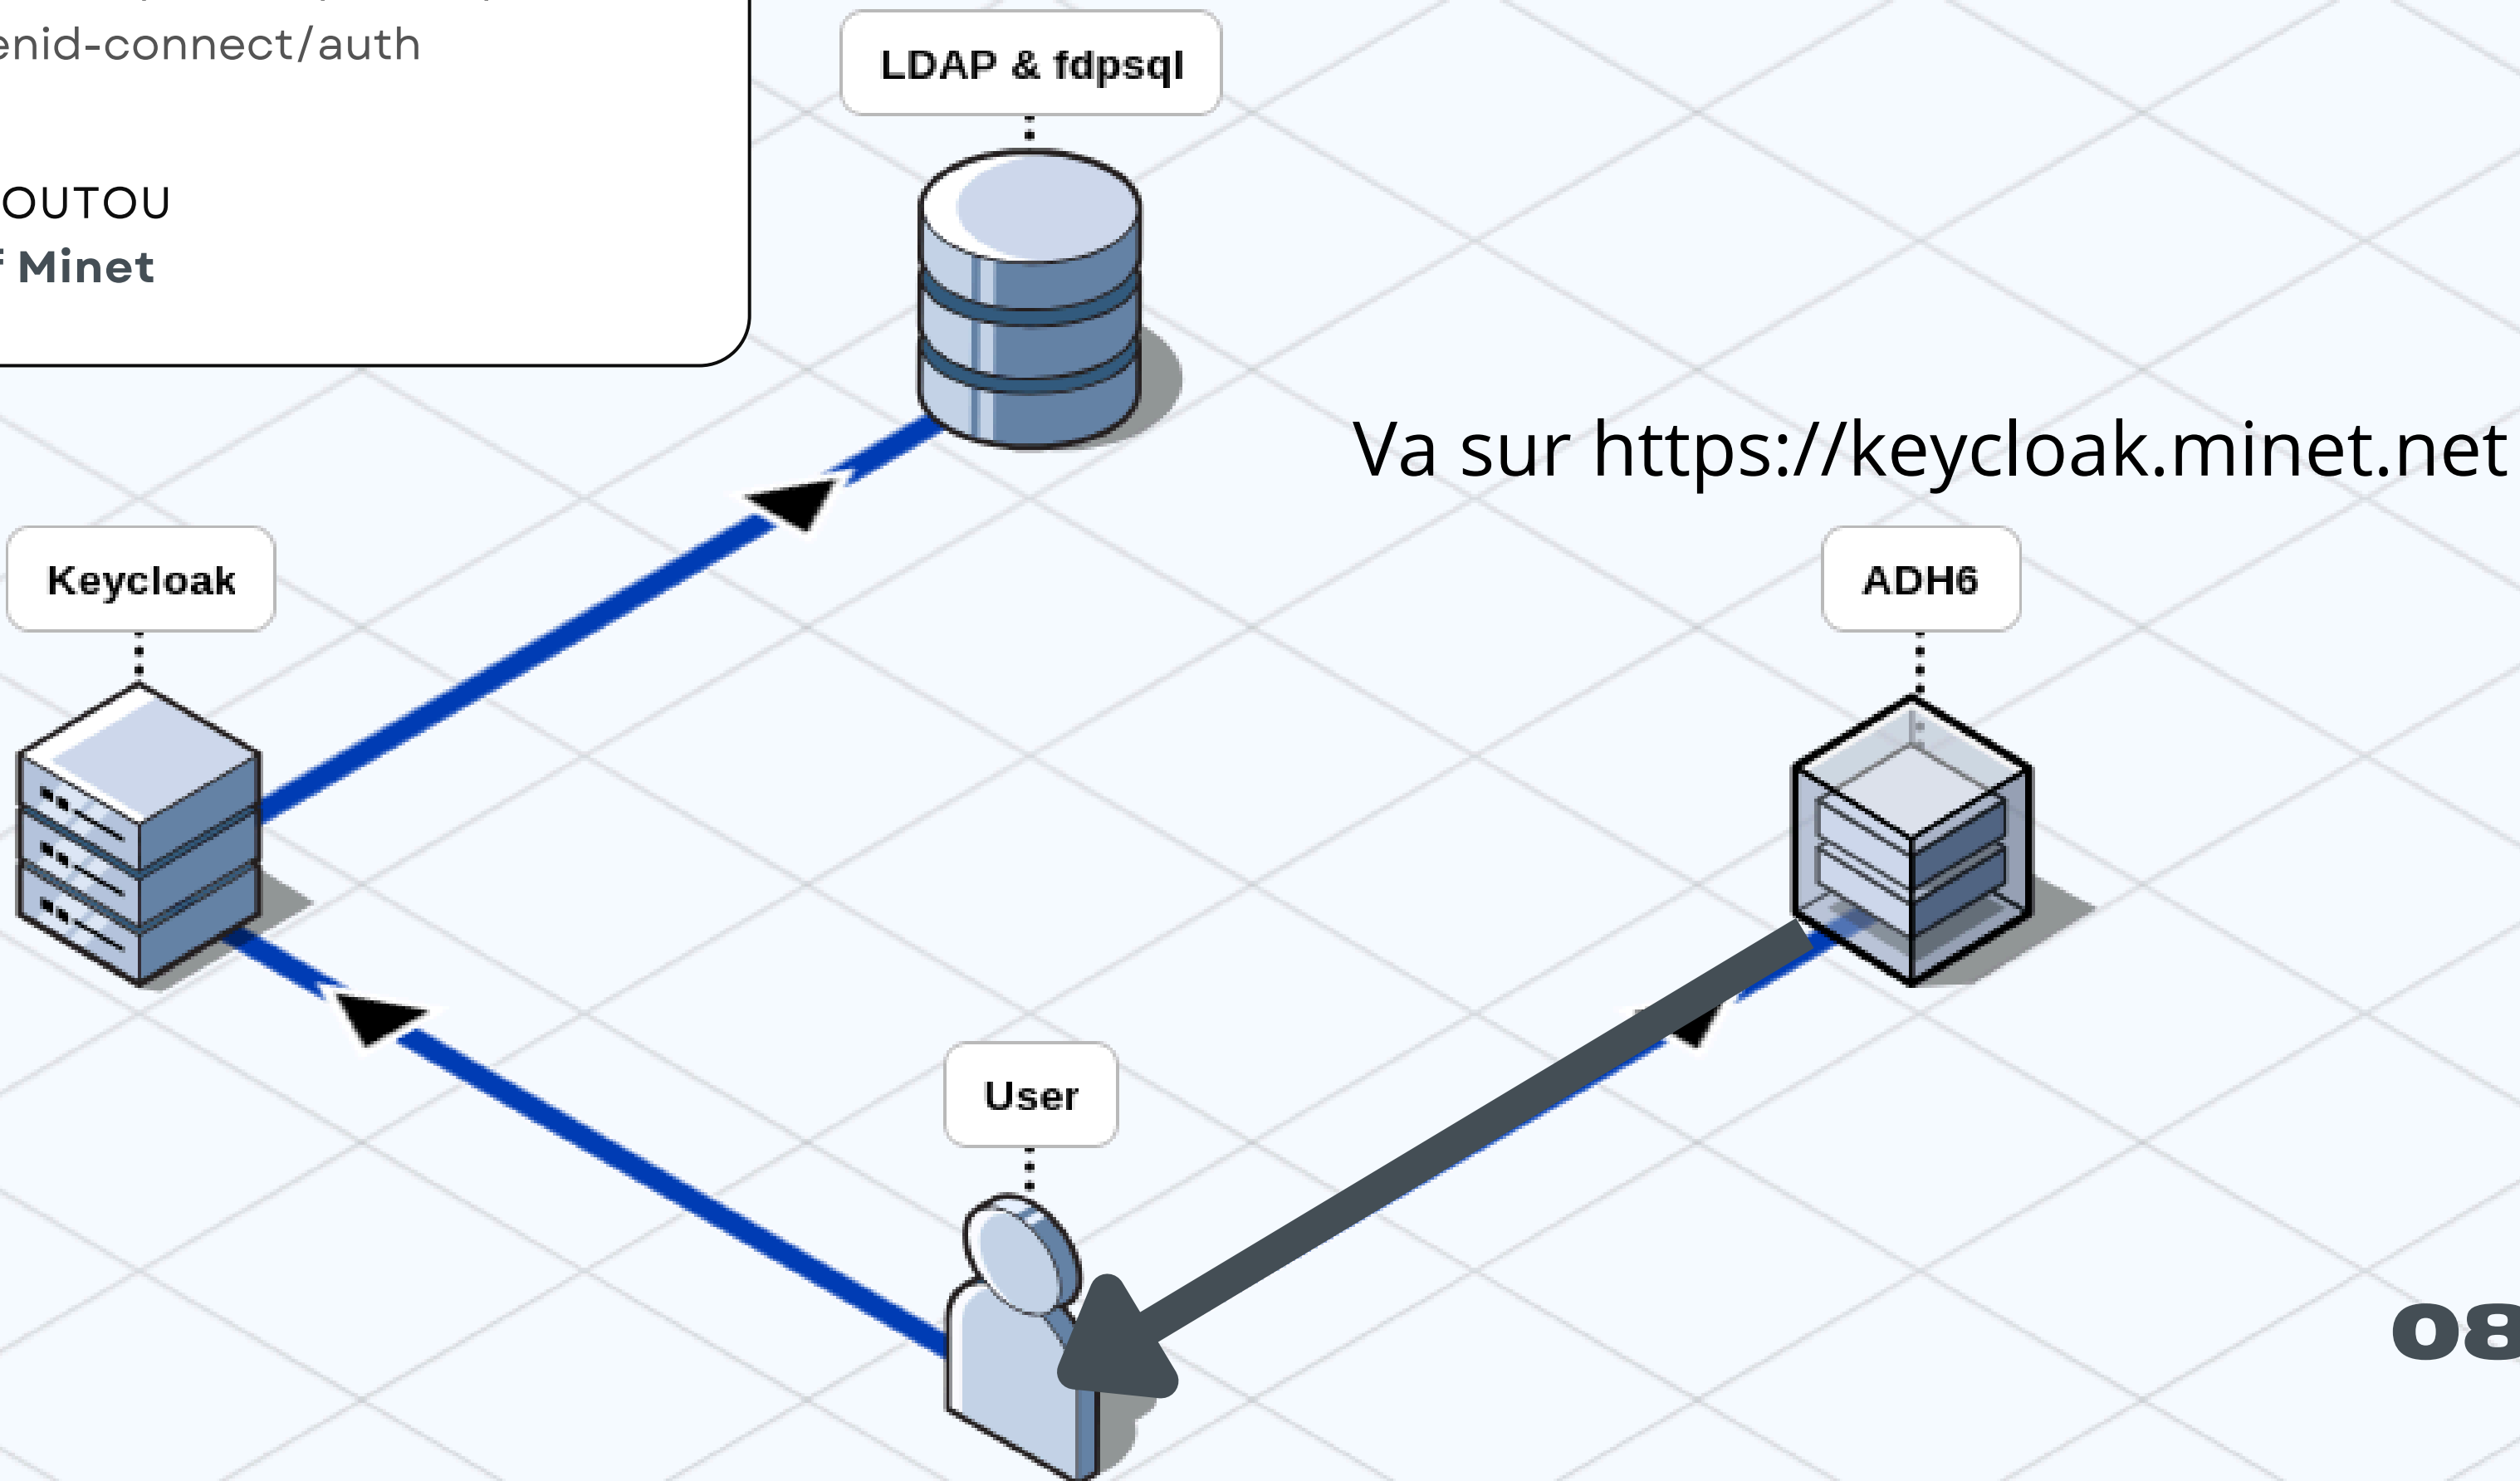 enid-connect/auth
OUTOU
Minet
LDAP & fdpsql
Va sur https://keycloak.minet.net
Keycloak
ADH6
User
08